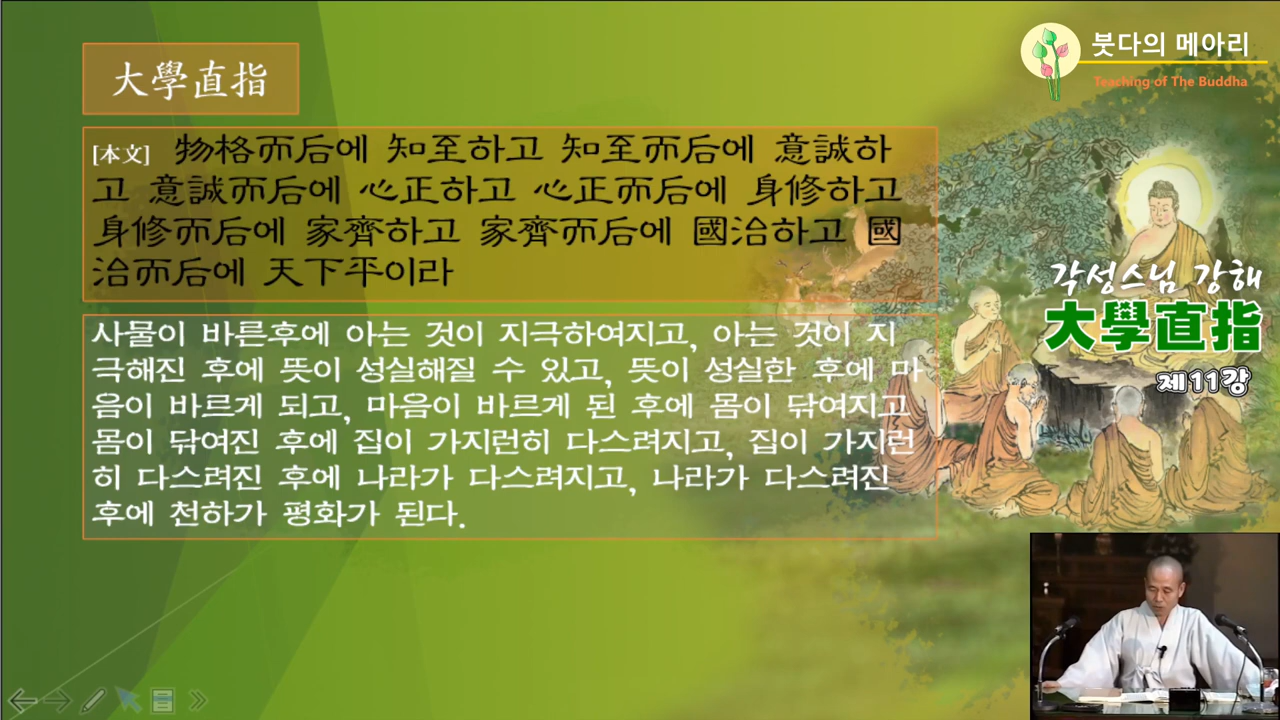 大學直指
붓다의 메아리
Teaching of The Buddha
[本文] 物格而后에 知至하고 知至而后에 意誠하
고 意誠而后에 心正하고 心正而后에 身修하고
身修而后에 家齊하고 家齊而后에 國治하고 國
治而后에 天下平이라
사물이 바른후에 아는 것이 지극하여지고, 아는 것이 지
극해진 후에 뜻이 성실해질 수 있고, 뜻이 성실한 후에 마
음이 바르게 되고, 마음이 바르게 된 후에 몸이 닦여지고
몸이 닦여진 후에 집이 가지런히 다스려지고, 집이 가지런
히 다스려진 후에 나라가 다스려지고, 나라가 다스려진
후에 천하가 평화가 된다.
각성스님 강해
大學直指
제11강